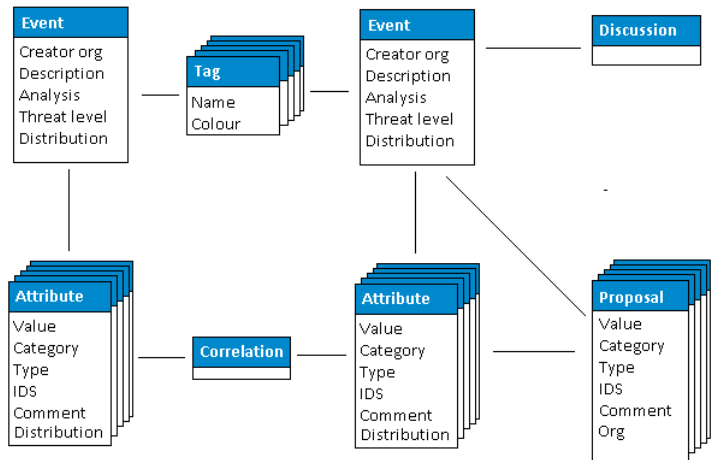 Event
Creator org
Description
Analysis
Threat level
Distribution
Tag
Name
Colour
Event
Creator org
Description
Analysis
Threat level
Distribution
Discussion
Attribute
Value
Category
Type
IDS
Comment
Distribution
Correlation
Attribute
Value
Category
Type
IDS
Comment
Distribution
Proposal
Value
Category
Type
IDS
Comment
Org